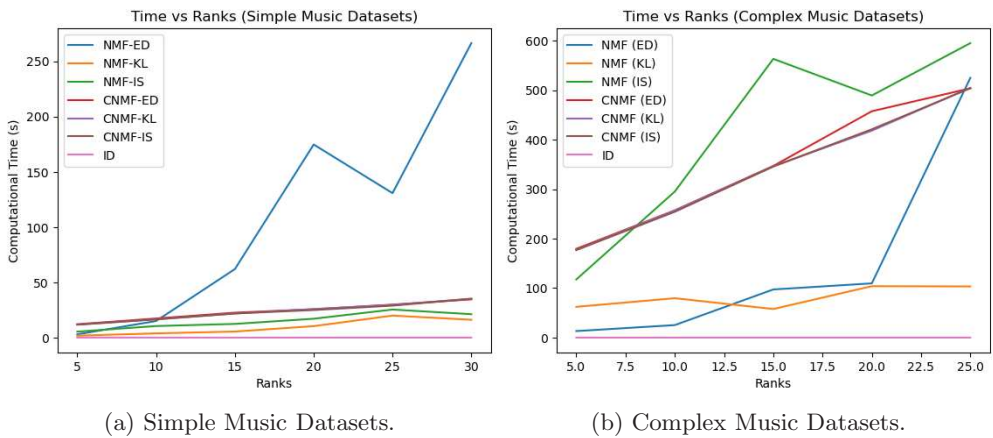 Time vs Ranks (Simple Music Datasets)
NMF-ED
NMF-KL
NMF-IS
CNMF-ED
CNMF-KL
CNMF-IS
ID
Computational Time (s)
250
200
150
100
50
0
5 10 15 20 25 30
Ranks
(a) Simple Music Datasets.
Time vs Ranks (Complex Music Datasets)
NMF (ED)
NMF (KL)
NMF (IS)
CNMF (ED)
CNMF (KL)
CNMF (IS)
ID
Computational Time (s)
600
500
400
300
200
100
0
5.0 7.5 10.0 12.5 15.0 17.5 20.0 22.5 25.0
Ranks
(b) Complex Music Datasets.